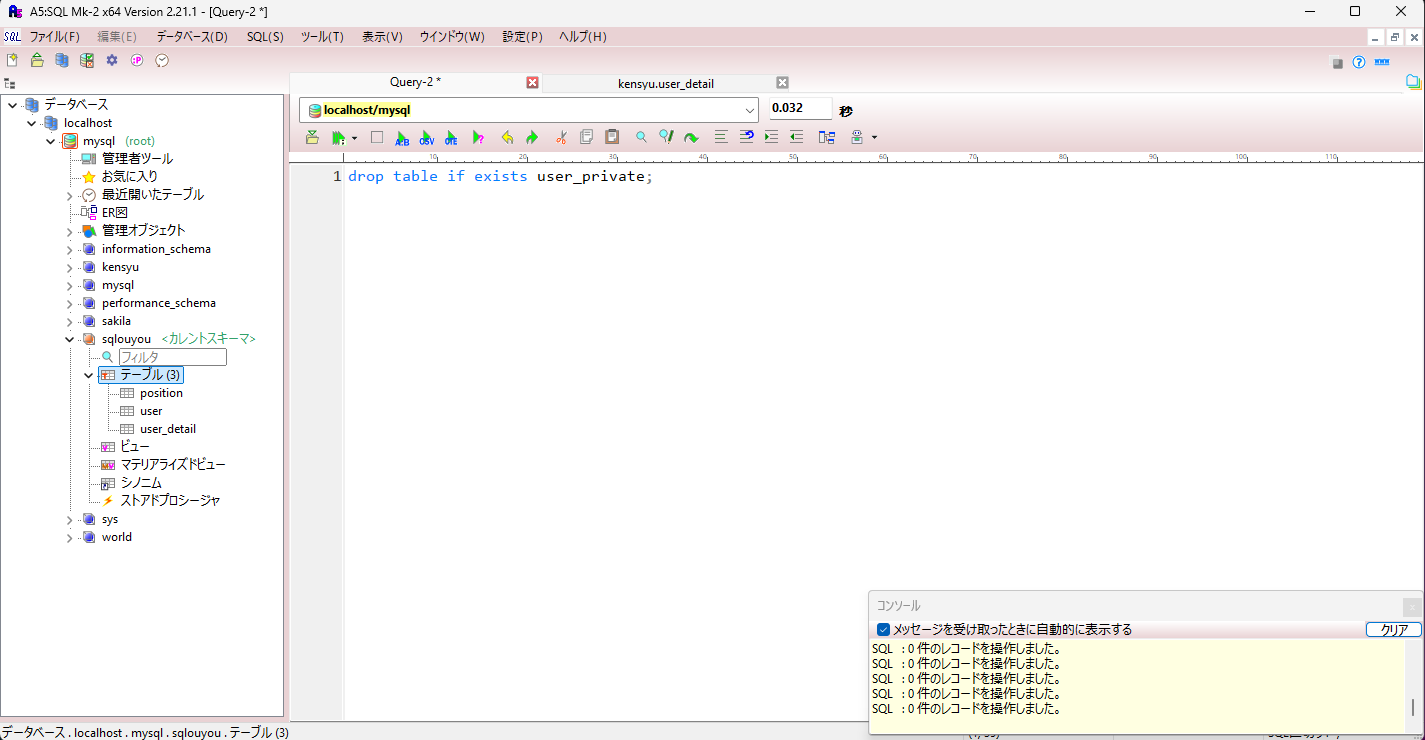 A5:SQL Mk-2 x64 Version 2.21.1 - [Query-2 *]
SQL ファイル(F) 編集(E) データベース(D) SQL(S) ツール(T) 表示(V) ウインドウ(W) 設定(P) ヘルプ(H)
Query-2 * kensyu.user_detail
localhost/mysql 0.032 秒
A↓B CSV OTE
10 20 30 40 50 60 70 80 90 100 110
1 drop table if exists user_private;
データベース
localhost
mysql (root)
管理者ツール
お気に入り
最近開いたテーブル
ER図
管理オブジェクト
information_schema
kensyu
mysql
performance_schema
sakila
sqlouyou <カレントスキーマ>
フィルタ
テーブル (3)
position
user
user_detail
ビュー
マテリアライズドビュー
シノニム
ストアドプロシージャ
sys
world
コンソール
メッセージを受け取ったときに自動的に表示する クリア
SQL : 0 件のレコードを操作しました。
SQL : 0 件のレコードを操作しました。
SQL : 0 件のレコードを操作しました。
SQL : 0 件のレコードを操作しました。
SQL : 0 件のレコードを操作しました。
データベース . localhost . mysql . sqlouyou . テーブル (3)